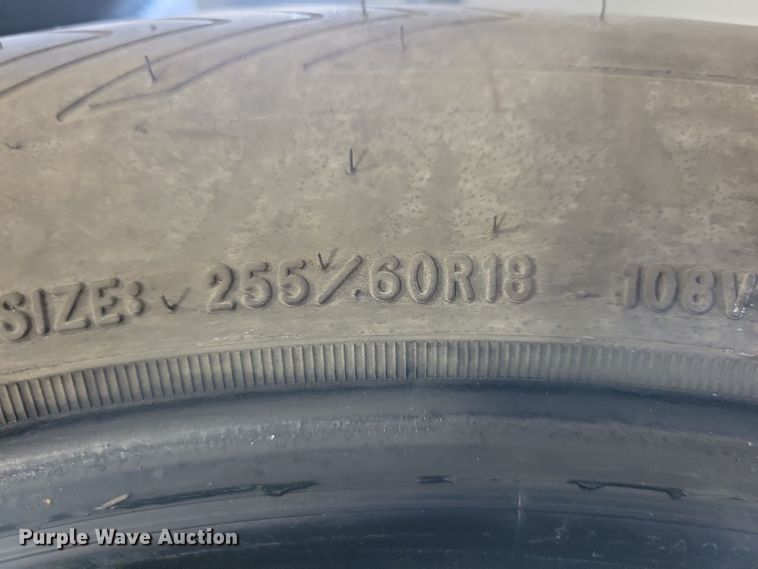 SIZE: 255/60R18 108V
Purple Wave Auction